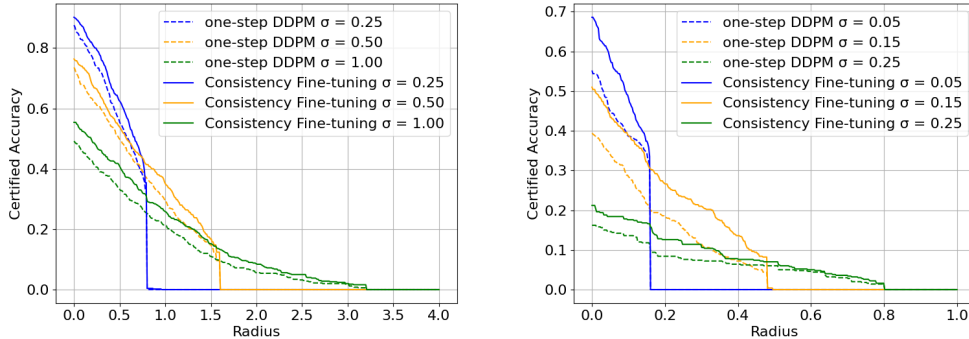 one-step DDPM σ = 0.25
one-step DDPM σ = 0.50
one-step DDPM σ = 1.00
Consistency Fine-tuning σ = 0.25
Consistency Fine-tuning σ = 0.50
Consistency Fine-tuning σ = 1.00
Certified Accuracy
0.8
0.6
0.4
0.2
0.0
0.0 0.5 1.0 1.5 2.0 2.5 3.0 3.5 4.0
Radius
one-step DDPM σ = 0.05
one-step DDPM σ = 0.15
one-step DDPM σ = 0.25
Consistency Fine-tuning σ = 0.05
Consistency Fine-tuning σ = 0.15
Consistency Fine-tuning σ = 0.25
Certified Accuracy
0.7
0.6
0.5
0.4
0.3
0.2
0.1
0.0
0.0 0.2 0.4 0.6 0.8 1.0
Radius